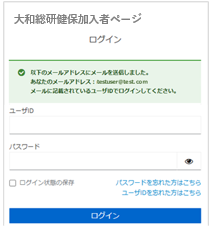 大和総研健保加入者ページ
ログイン
以下のメールアドレスにメールを送信しました。
あなたのメールアドレス：testuser@test.com
メールに記載されているユーザIDでログインしてください。
ユーザID
パスワード
ログイン状態の保存
パスワードを忘れた方はこちら
ユーザIDを忘れた方はこちら
ログイン